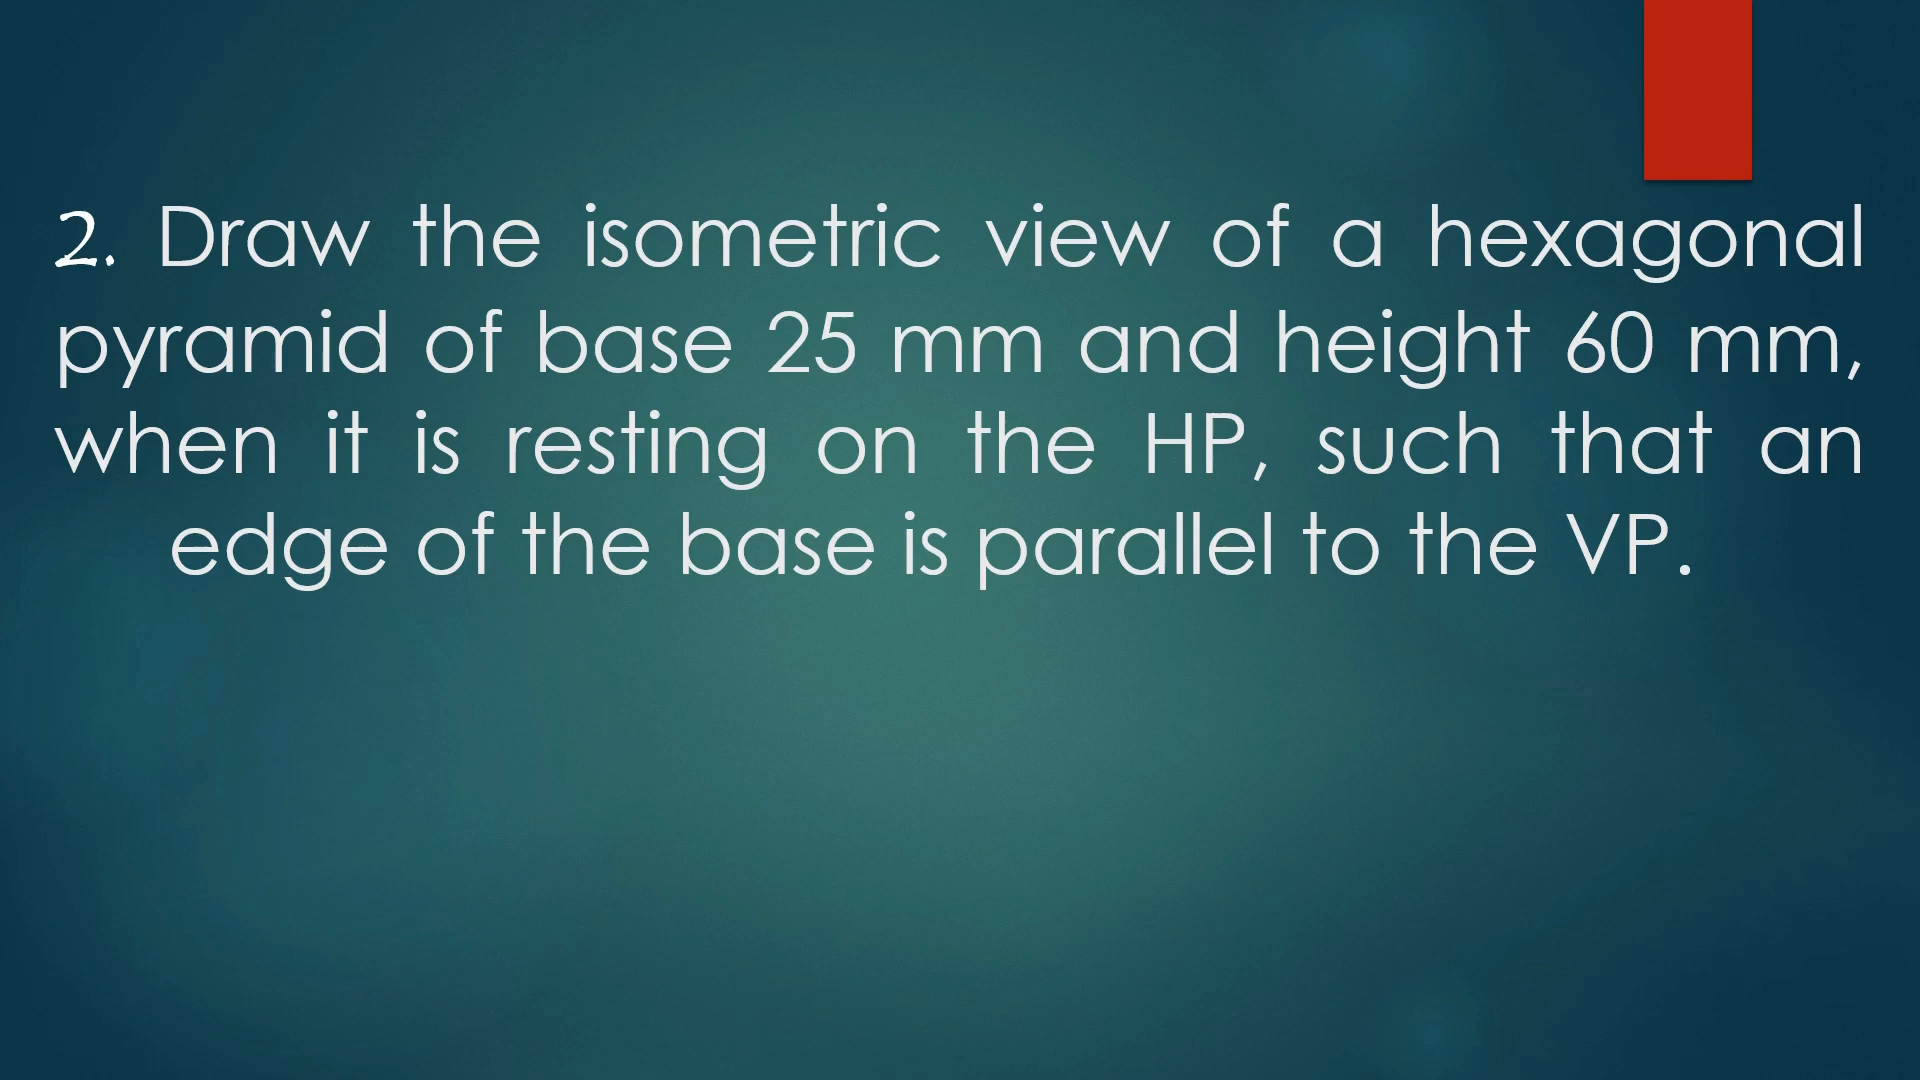 2. Draw the isometric view of a hexagonal
pyramid of base 25 mm and height 60 mm,
when it is resting on the HP, such that an
edge of the base is parallel to the VP.